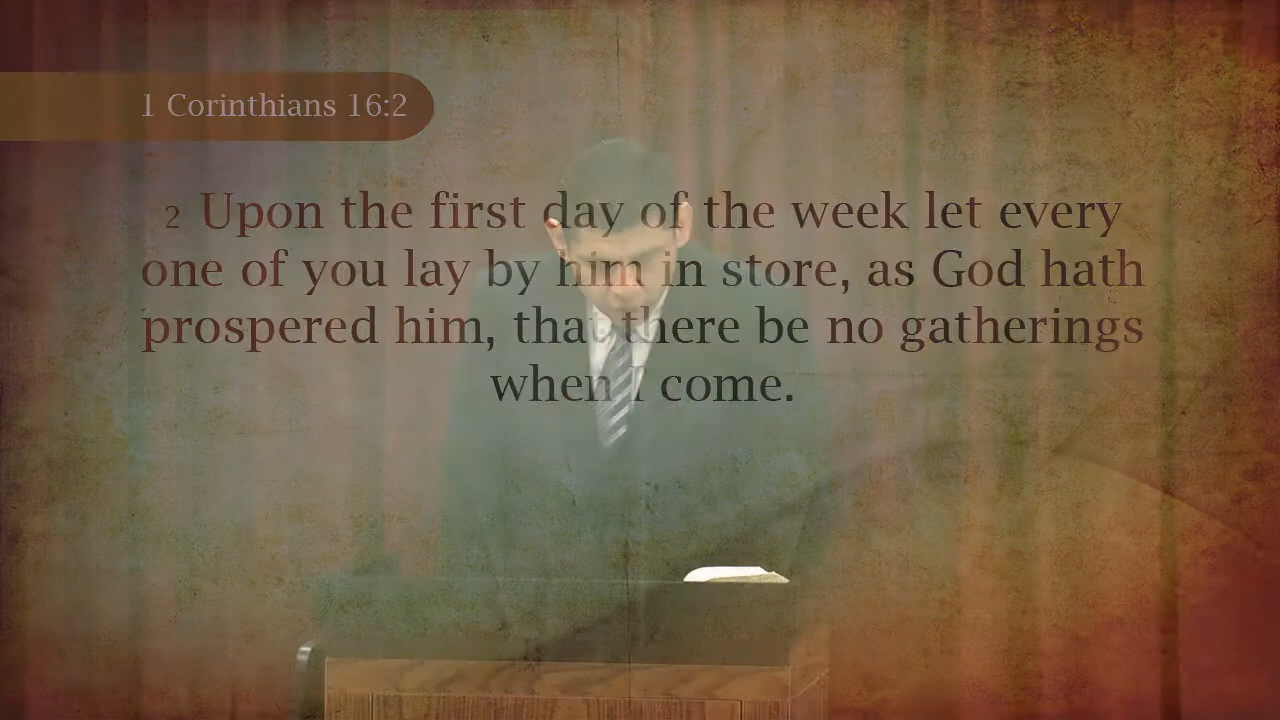 1 Corinthians 16:2
2 Upon the first day of the week let every
one of you lay by him in store, as God hath
prospered him, that there be no gatherings
when I come.